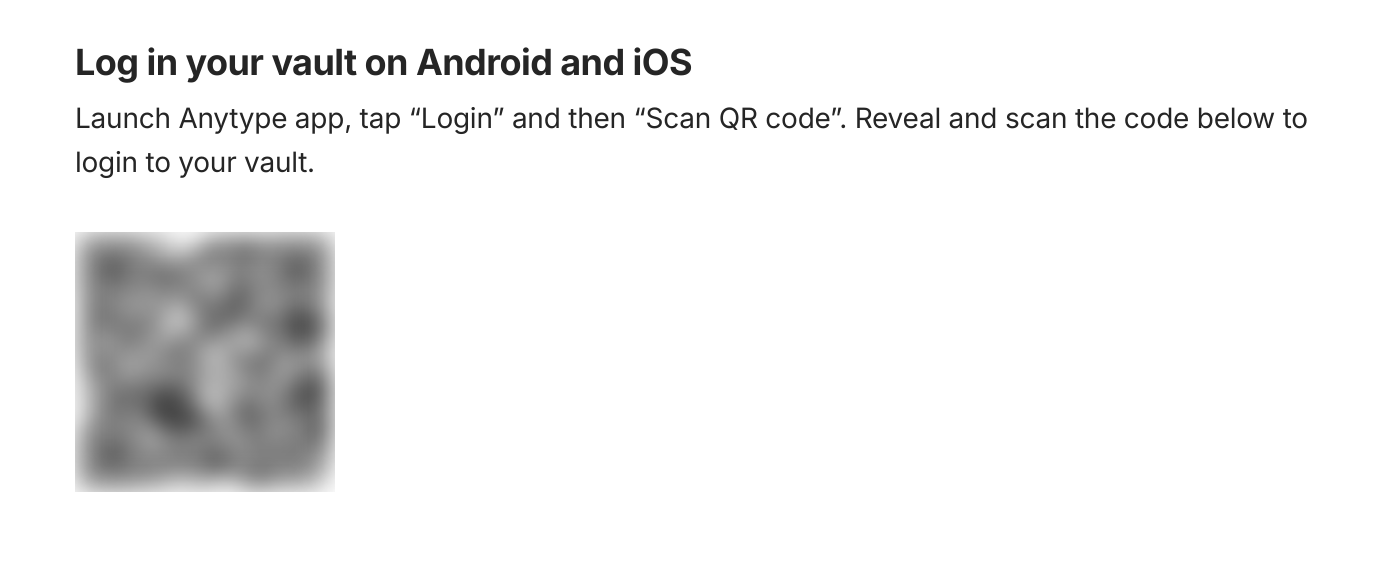 Log in your vault on Android and iOS
Launch Anytype app, tap “Login” and then “Scan QR code”. Reveal and scan the code below to
login to your vault.